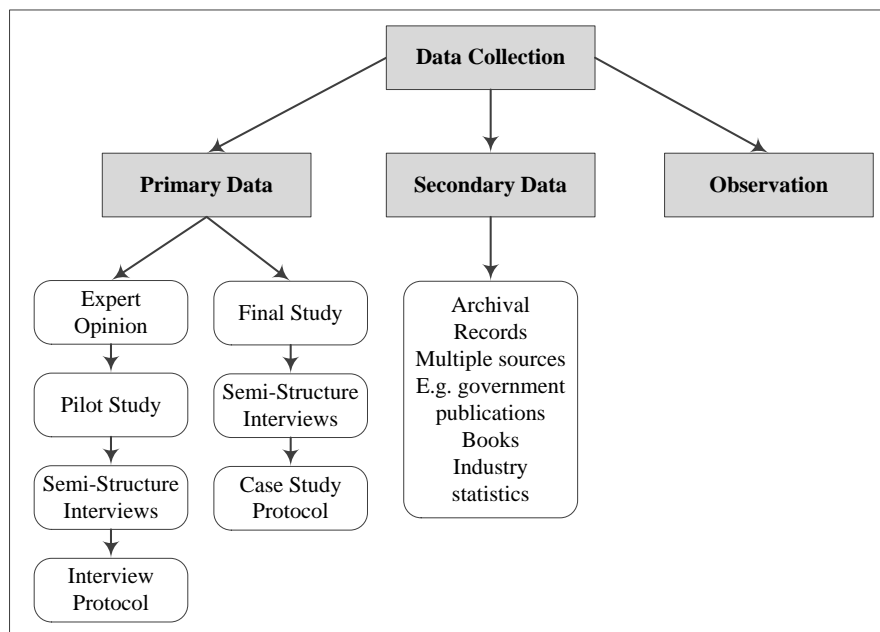 Data Collection
Primary Data
Secondary Data
Observation
Expert
Opinion
Pilot Study
Semi-Structure
Interviews
Interview
Protocol
Final Study
Semi-Structure
Interviews
Case Study
Protocol
Archival
Records
Multiple sources
E.g. government
publications
Books
Industry
statistics